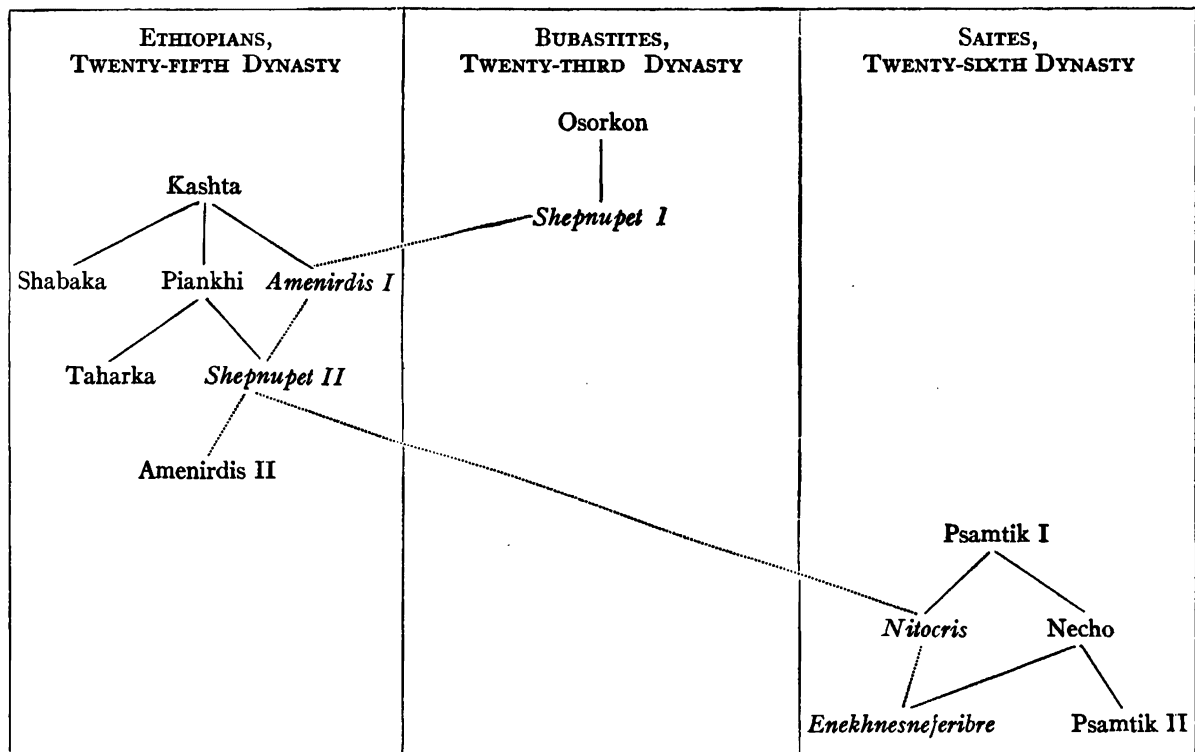 ETHIOPIANS,
TWENTY-FIFTH DYNASTY
BUBASTITES,
TWENTY-THIRD DYNASTY
SAITES,
TWENTY-SIXTH DYNASTY
Osorkon
Kashta
Shepnupet I
Shabaka Piankhi Amenirdis I
Taharka Shepnupet II
Amenirdis II
Psamtik I
Nitocris Necho
Enekhnesneferibre Psamtik II